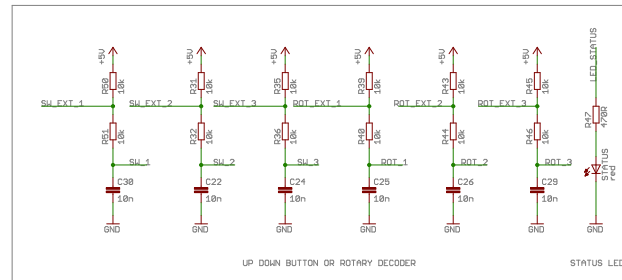 +5V +5V +5V +5V +5V +5V LED_STATUS
R50 10k R31 10k R35 10k R39 10k R43 10k R45 10k
SW_EXT_1 SW_EXT_2 SW_EXT_3 ROT_EXT_1 ROT_EXT_2 ROT_EXT_3
R51 10k R32 10k R36 10k R40 10k R44 10k R46 10k R47 470R
SW_1 SW_2 SW_3 ROT_1 ROT_2 ROT_3 STATUS red
C30 C22 C24 C25 C26 C29
10n 10n 10n 10n 10n 10n
GND GND GND GND GND GND GND
UP DOWN BUTTON OR ROTARY DECODER STATUS LED